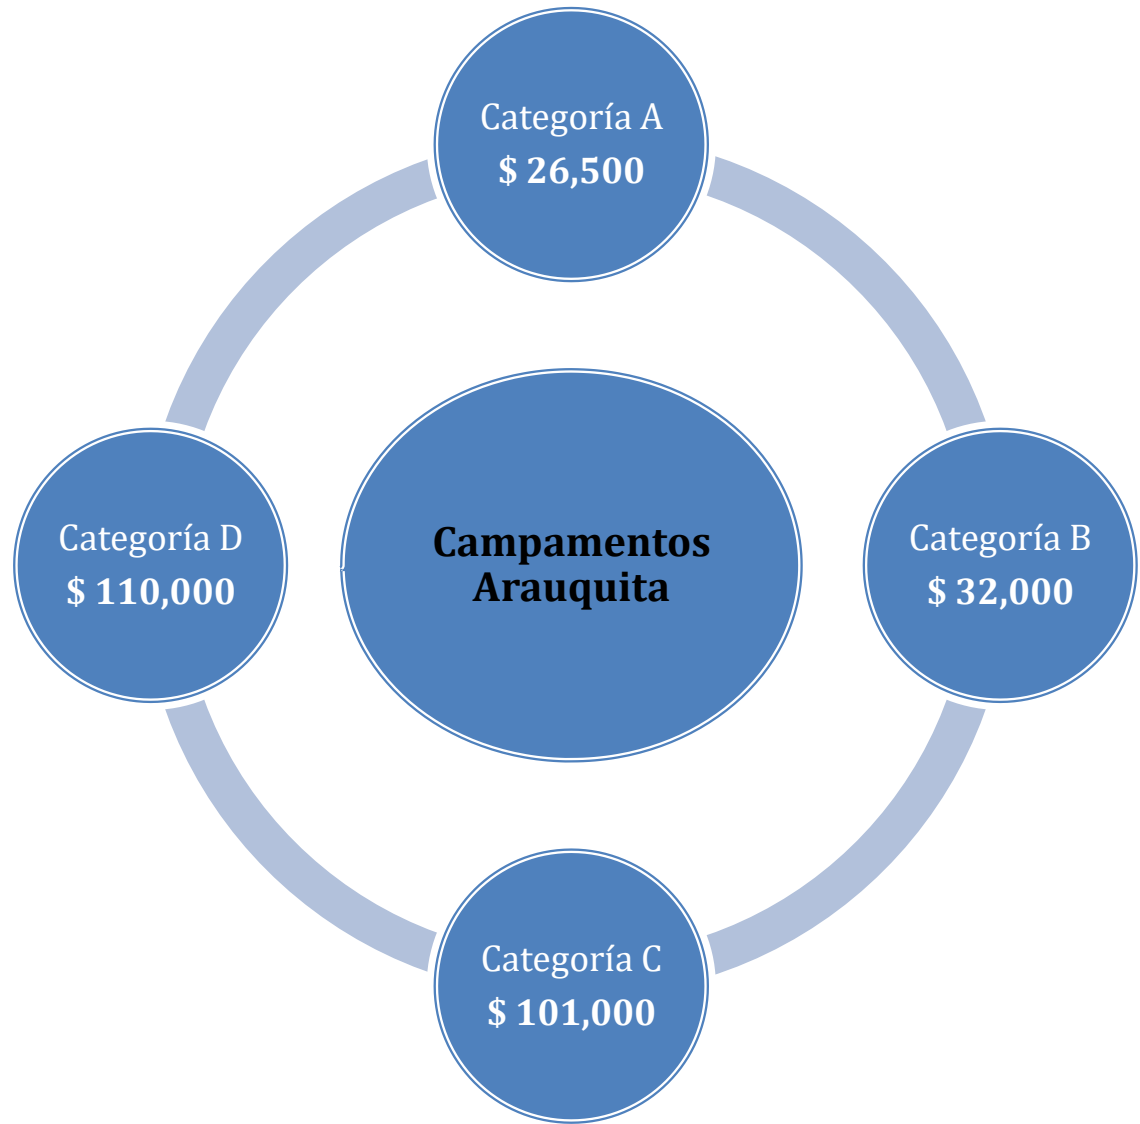 Categoría A
$ 26,500
Categoría D
$ 110,000
Campamentos
Arauquita
Categoría B
$ 32,000
Categoría C
$ 101,000